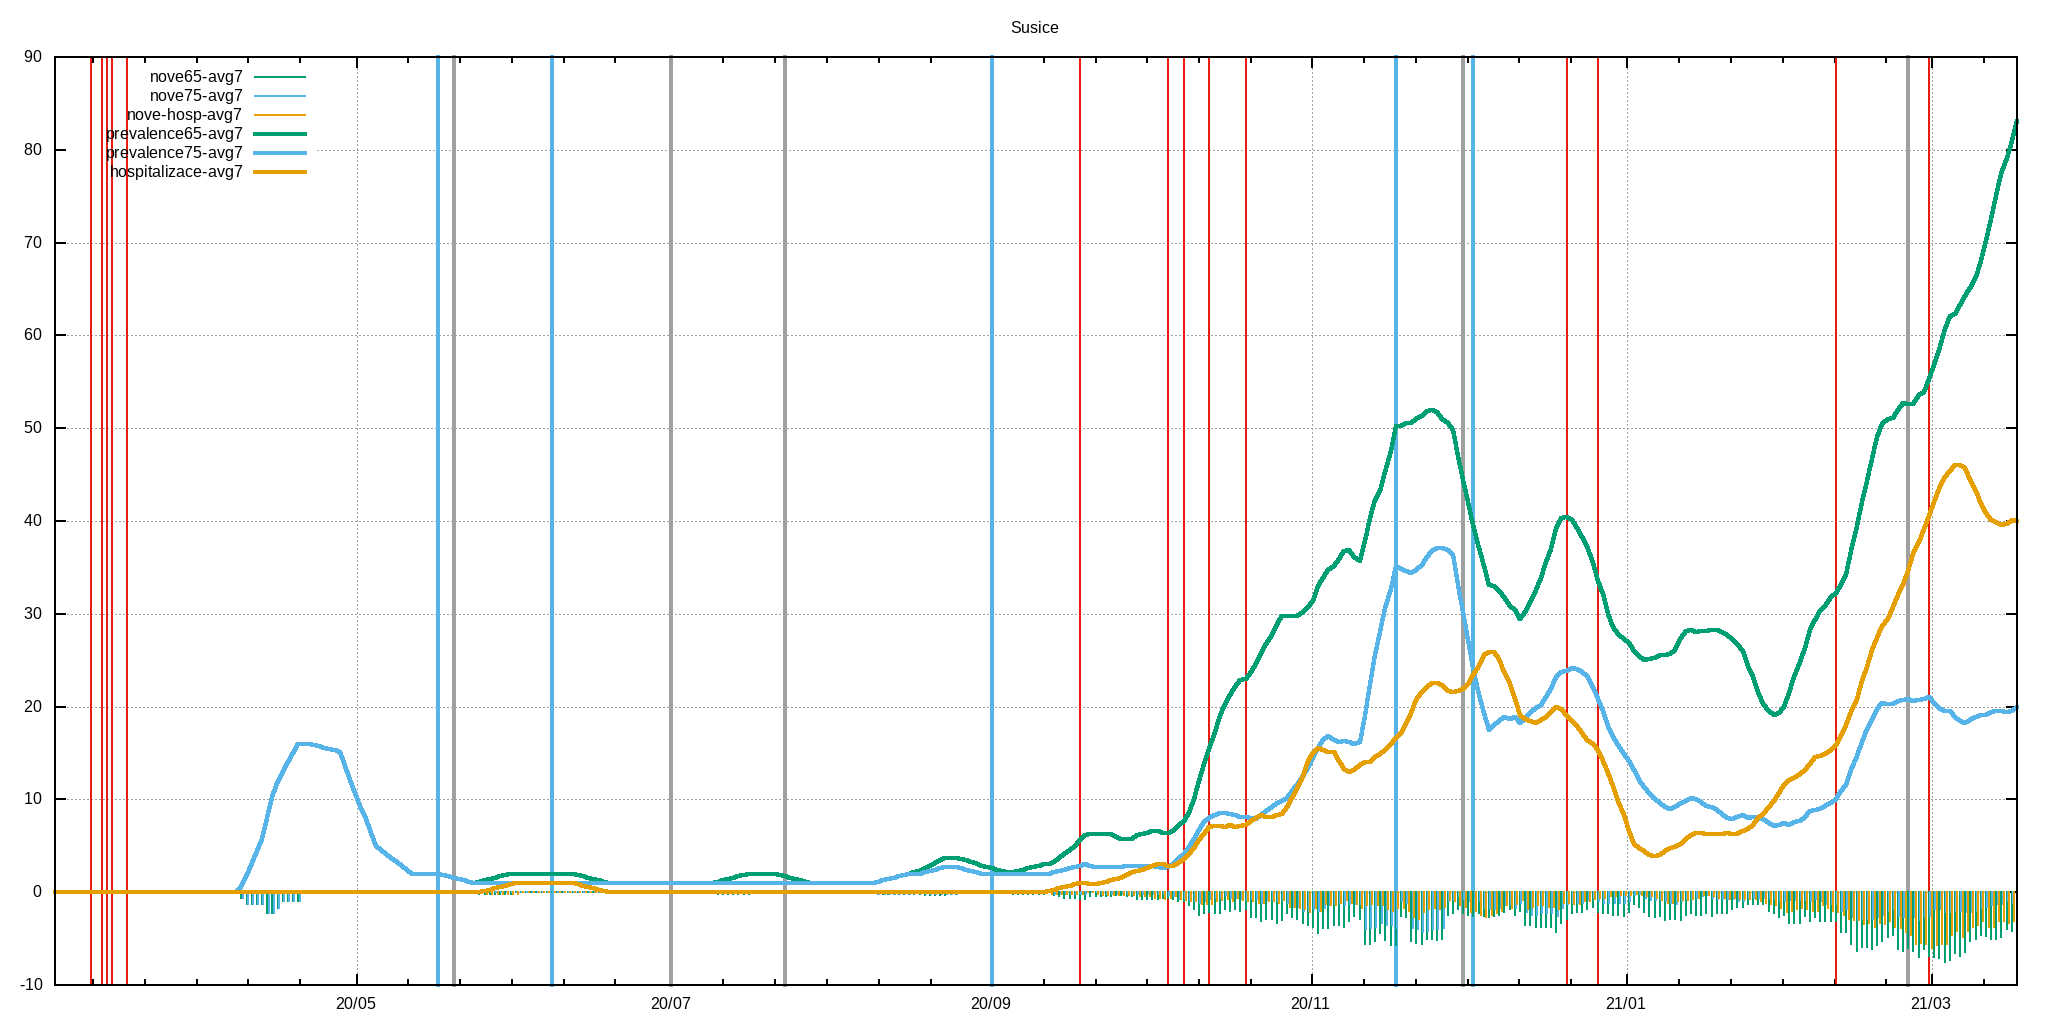 Susice
90
80
70
60
50
40
30
20
10
0
-10
nove65-avg7
nove75-avg7
nove-hosp-avg7
prevalence65-avg7
prevalence75-avg7
hospitalizace-avg7
20/05 20/07 20/09 20/11 21/01 21/03